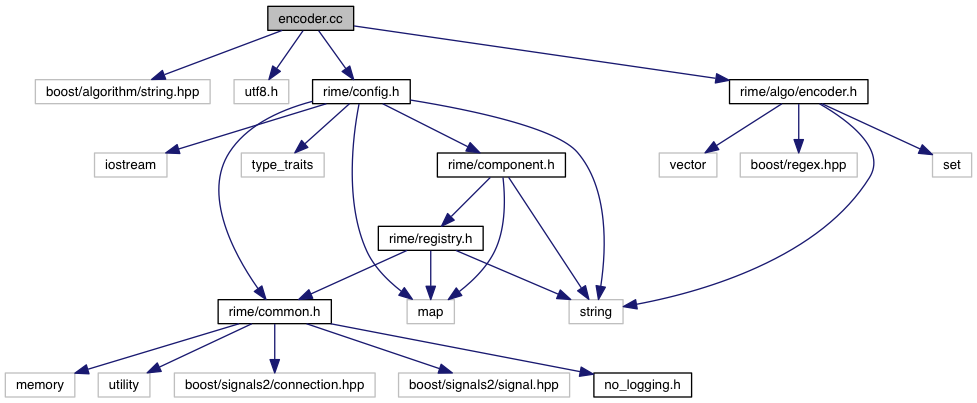 encoder.cc
boost/algorithm/string.hpp
utf8.h
rime/config.h
rime/algo/encoder.h
iostream
type_traits
rime/component.h
vector
boost/regex.hpp
set
rime/registry.h
rime/common.h
map
string
memory
utility
boost/signals2/connection.hpp
boost/signals2/signal.hpp
no_logging.h